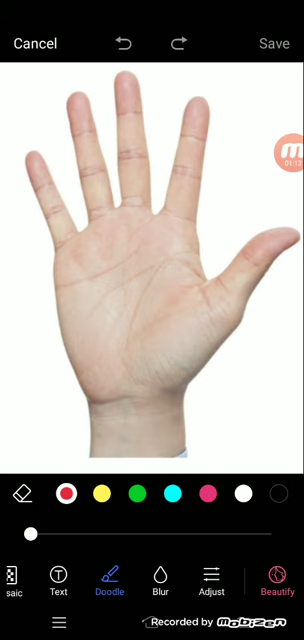 Cancel
Save
01:13
saic
Text
Doodle
Blur
Adjust
Beautify
Recorded by mobizen